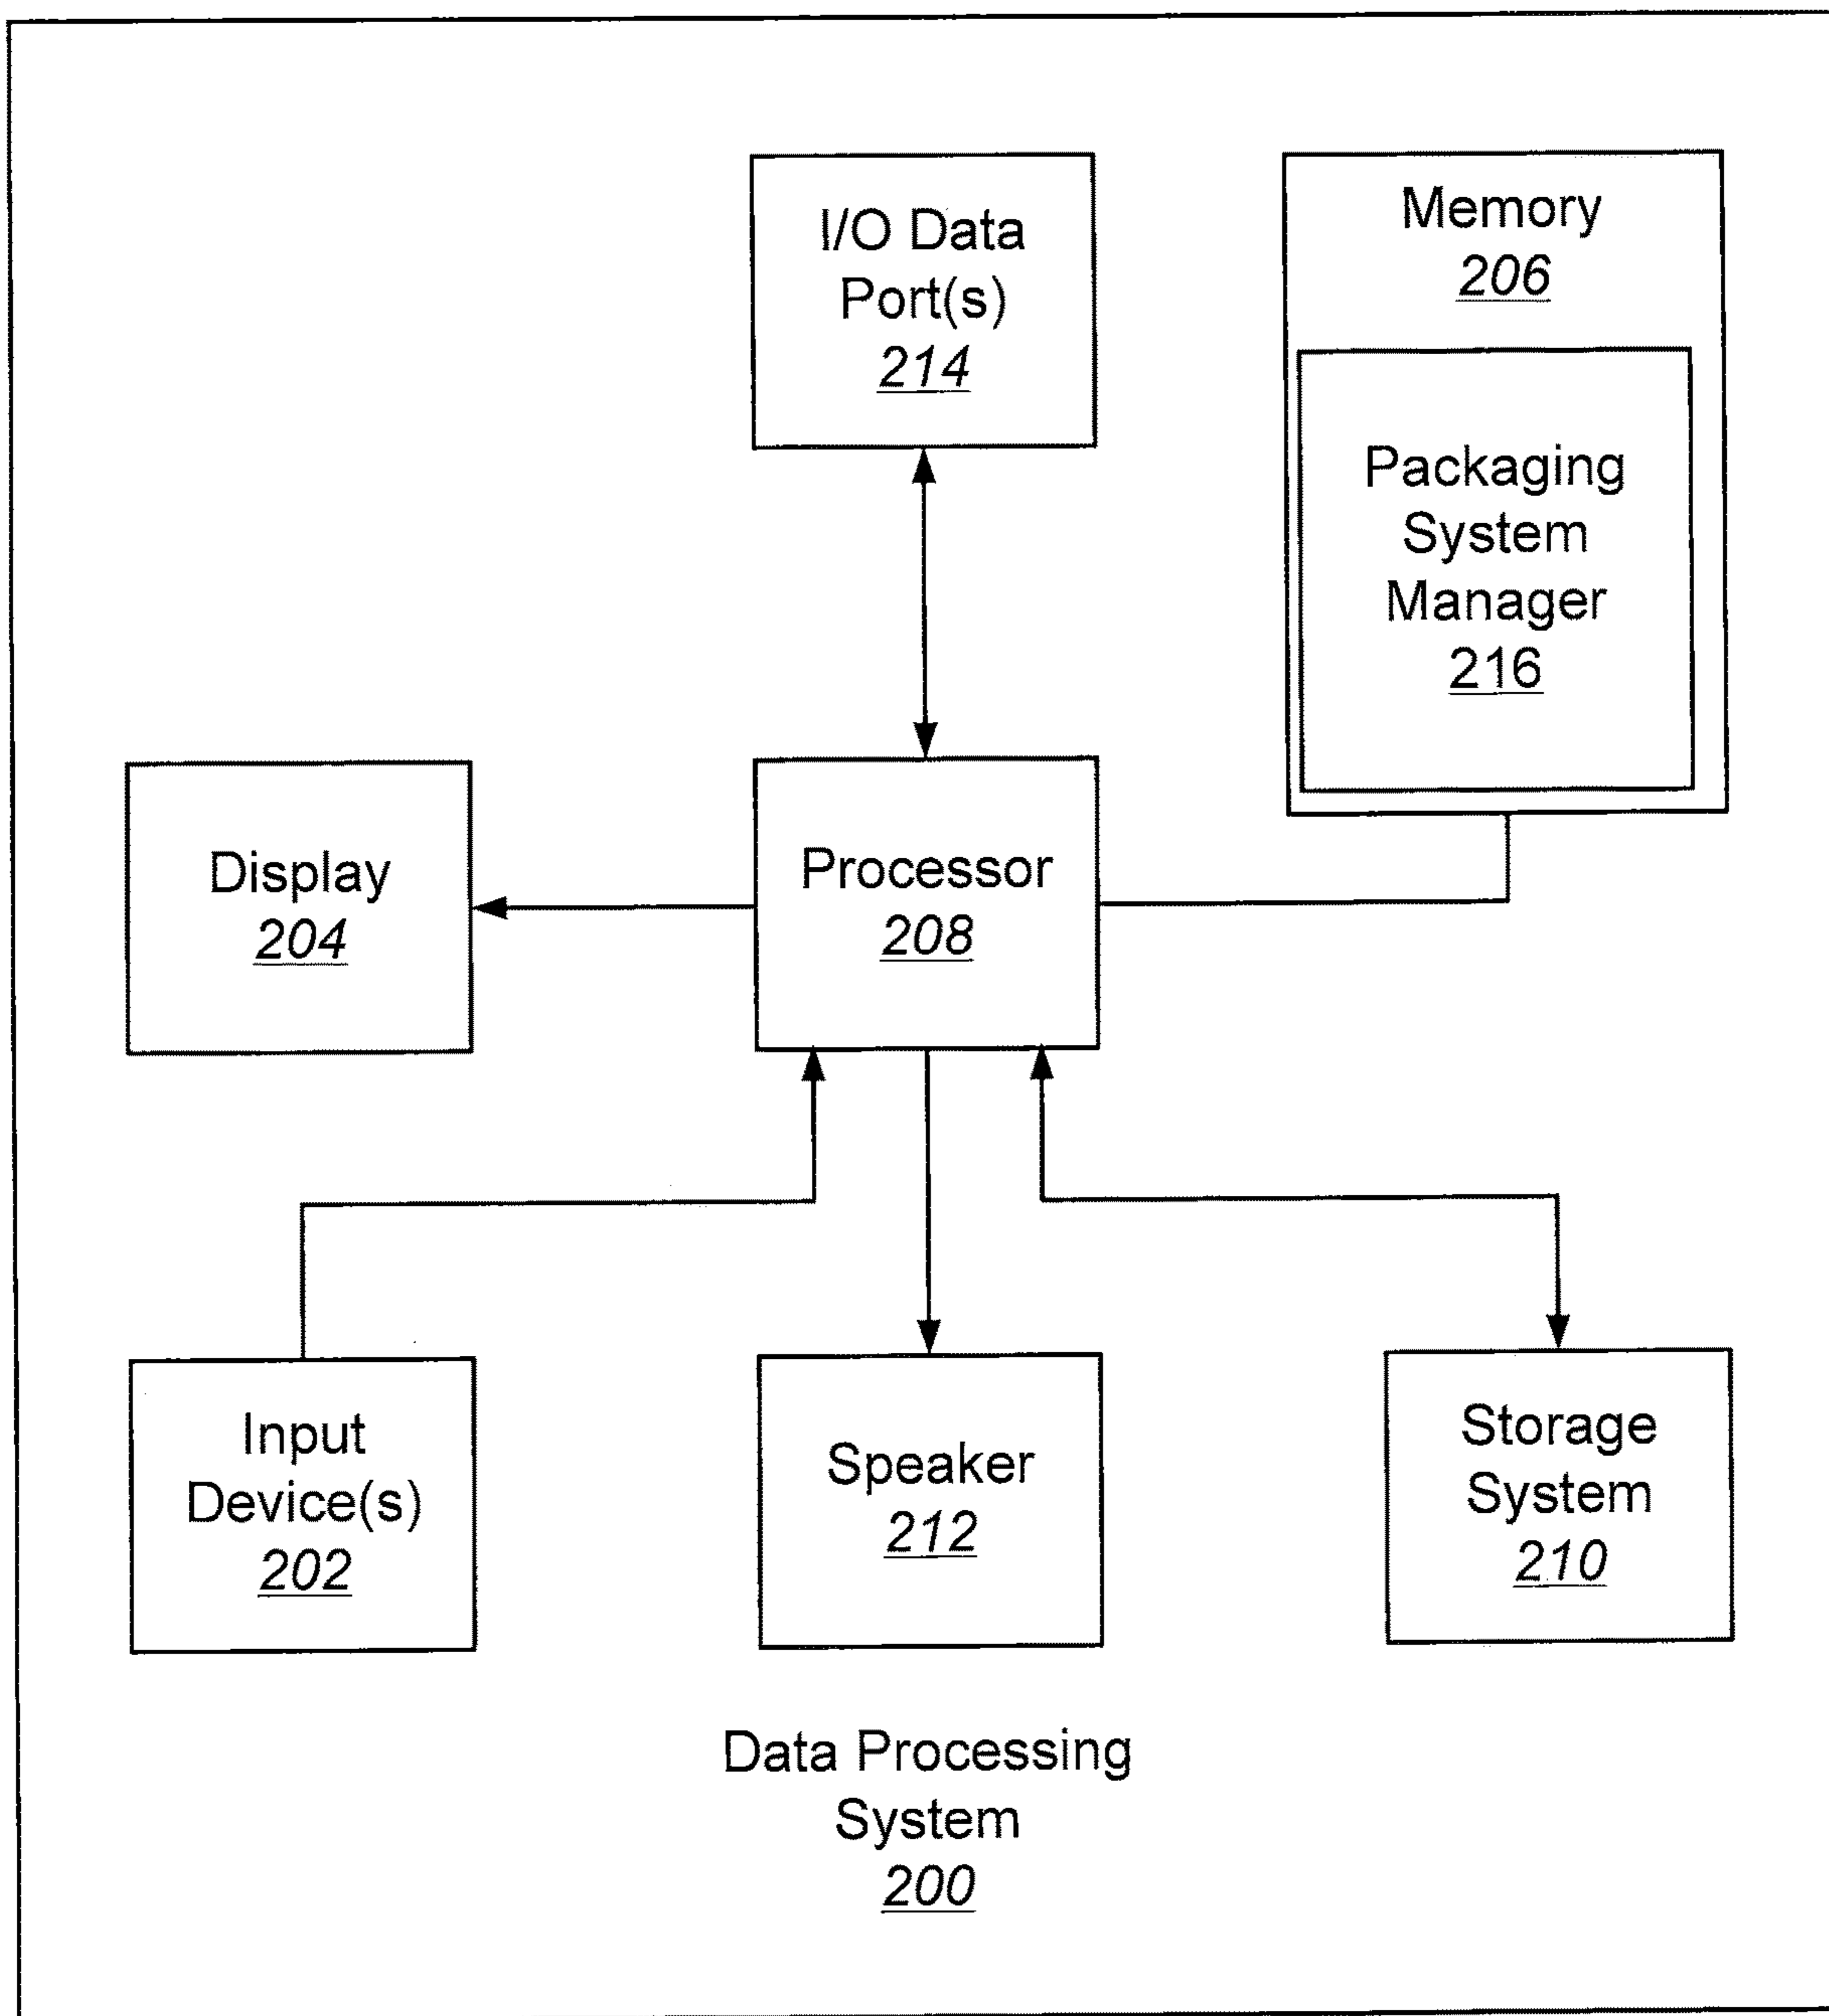 I/O Data
Port(s)
214
Memory
206
Packaging
System
Manager
216
Display
204
Processor
208
Input
Device(s)
202
Speaker
212
Storage
System
210
Data Processing
System
200